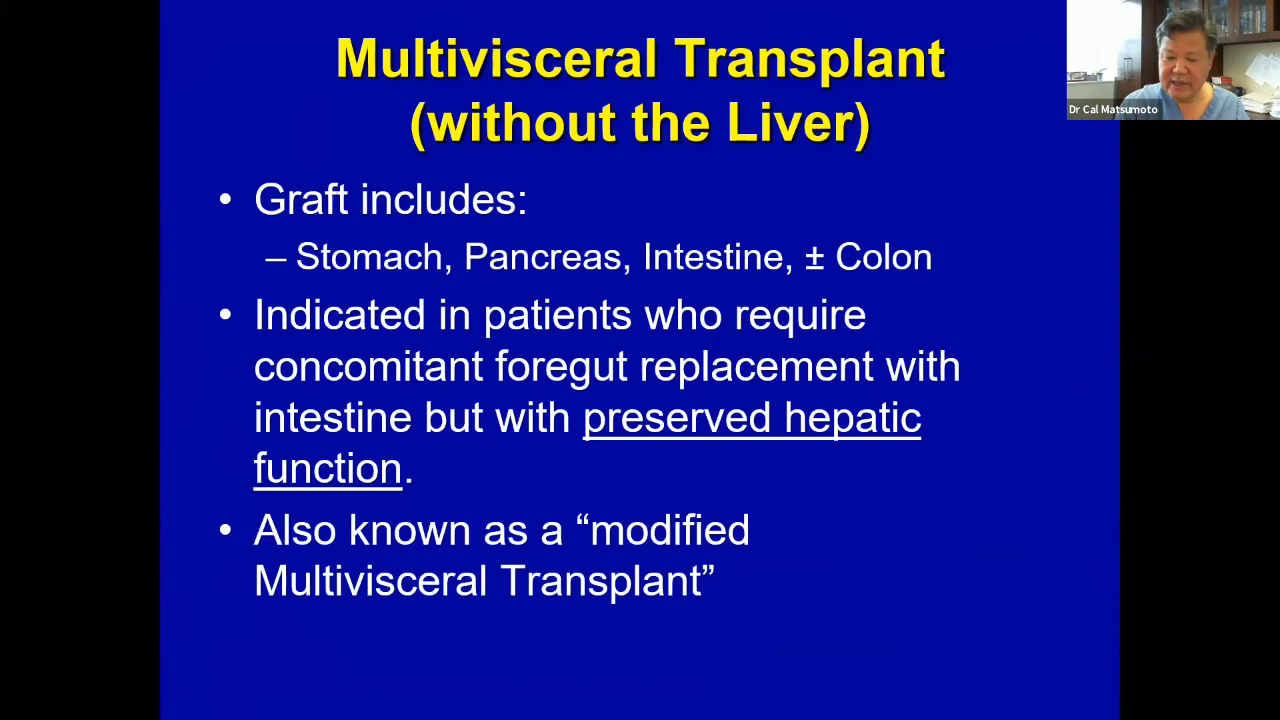 Multivisceral Transplant
(without the Liver)
Dr Cal Matsumoto
• Graft includes:
– Stomach, Pancreas, Intestine, ± Colon
• Indicated in patients who require
concomitant foregut replacement with
intestine but with preserved hepatic
function.
• Also known as a “modified
Multivisceral Transplant”